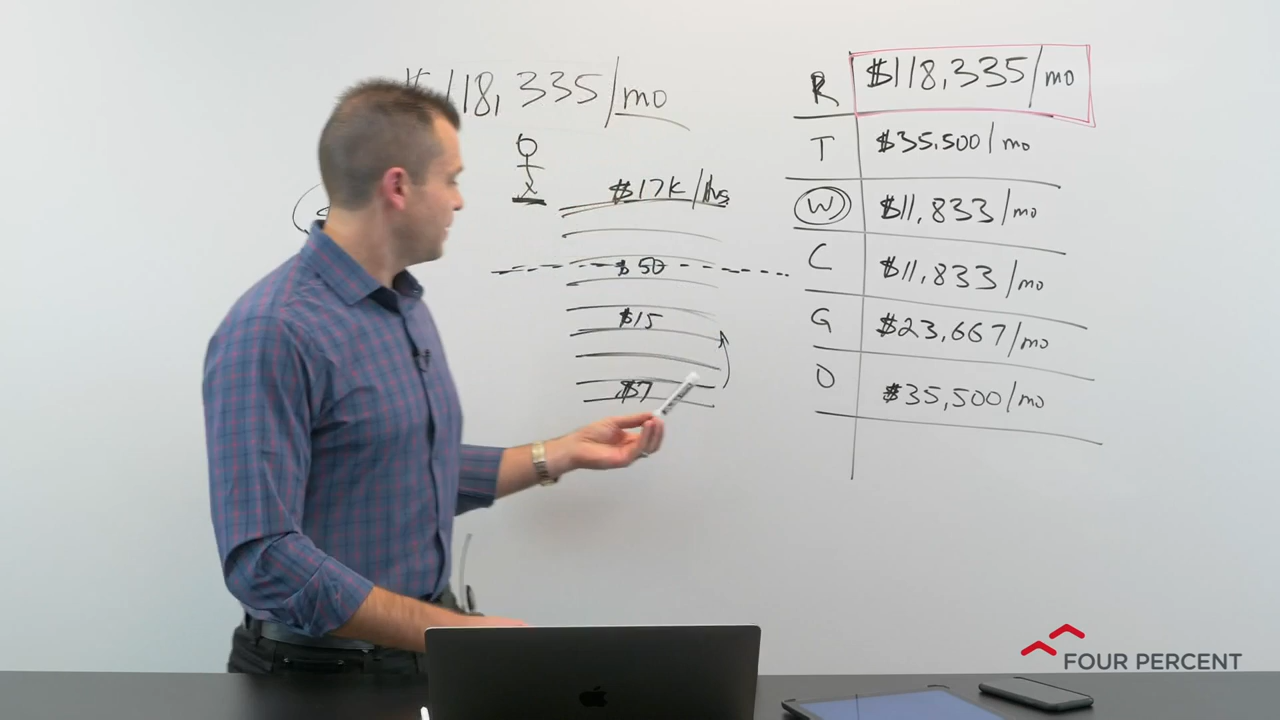 $118,335/mo
$17K/
$50
$15
$7
R $118,335/mo
T $35,500/mo
W $11,833/mo
C $11,833/mo
G $23,667/mo
O $35,500/mo
FOUR PERCENT